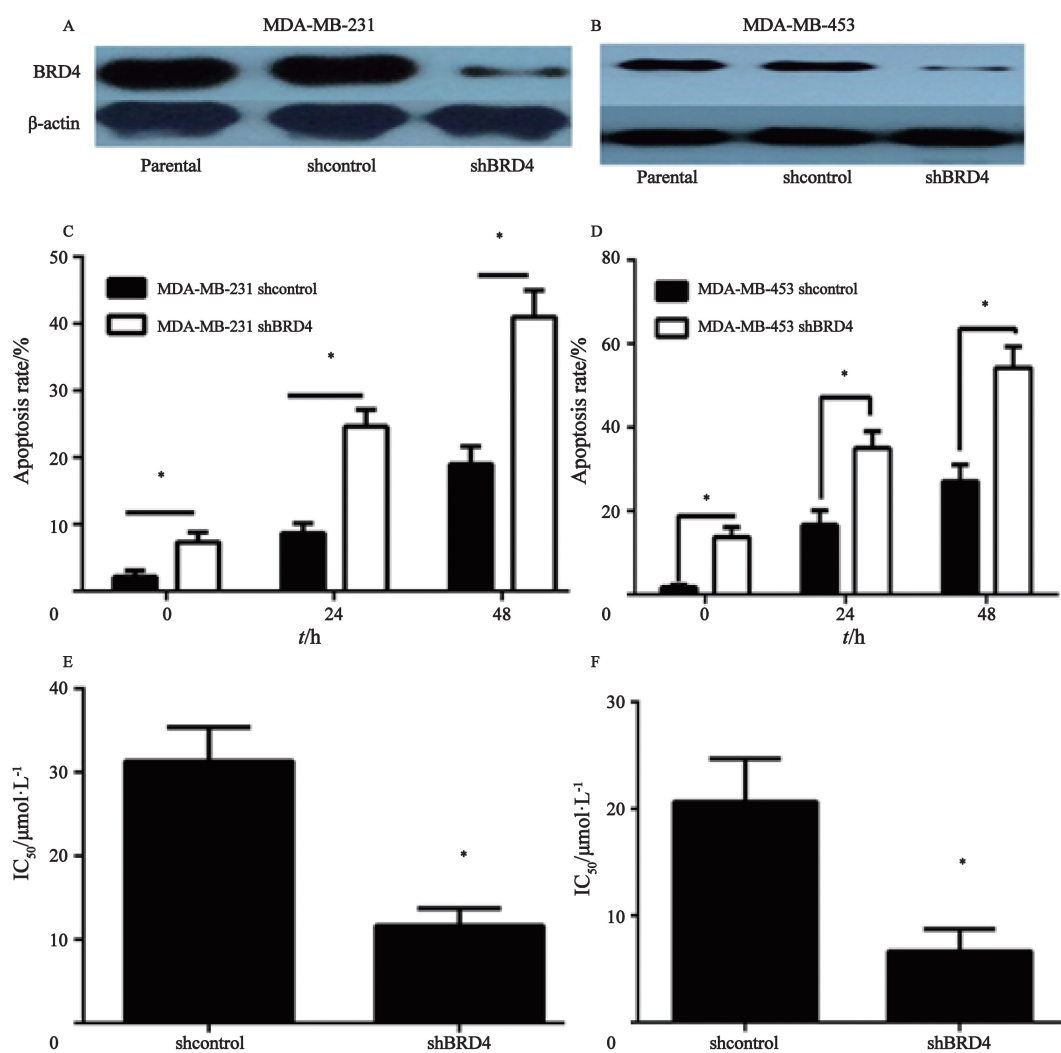 A
MDA-MB-231
BRD4
β-actin
Parental shcontrol shBRD4
B
MDA-MB-453
Parental shcontrol shBRD4
C
50
40
30
20
10
0
Apoptosis rate/%
MDA-MB-231 shcontrol
MDA-MB-231 shBRD4
*
*
*
0 24 48
t/h
D
80
60
40
20
0
Apoptosis rate/%
MDA-MB-453 shcontrol
MDA-MB-453 shBRD4
*
*
*
0 24 48
t/h
E
40
30
20
10
0
IC₅₀/μmol·L⁻¹
*
shcontrol shBRD4
F
30
20
10
0
IC₅₀/μmol·L⁻¹
*
shcontrol shBRD4